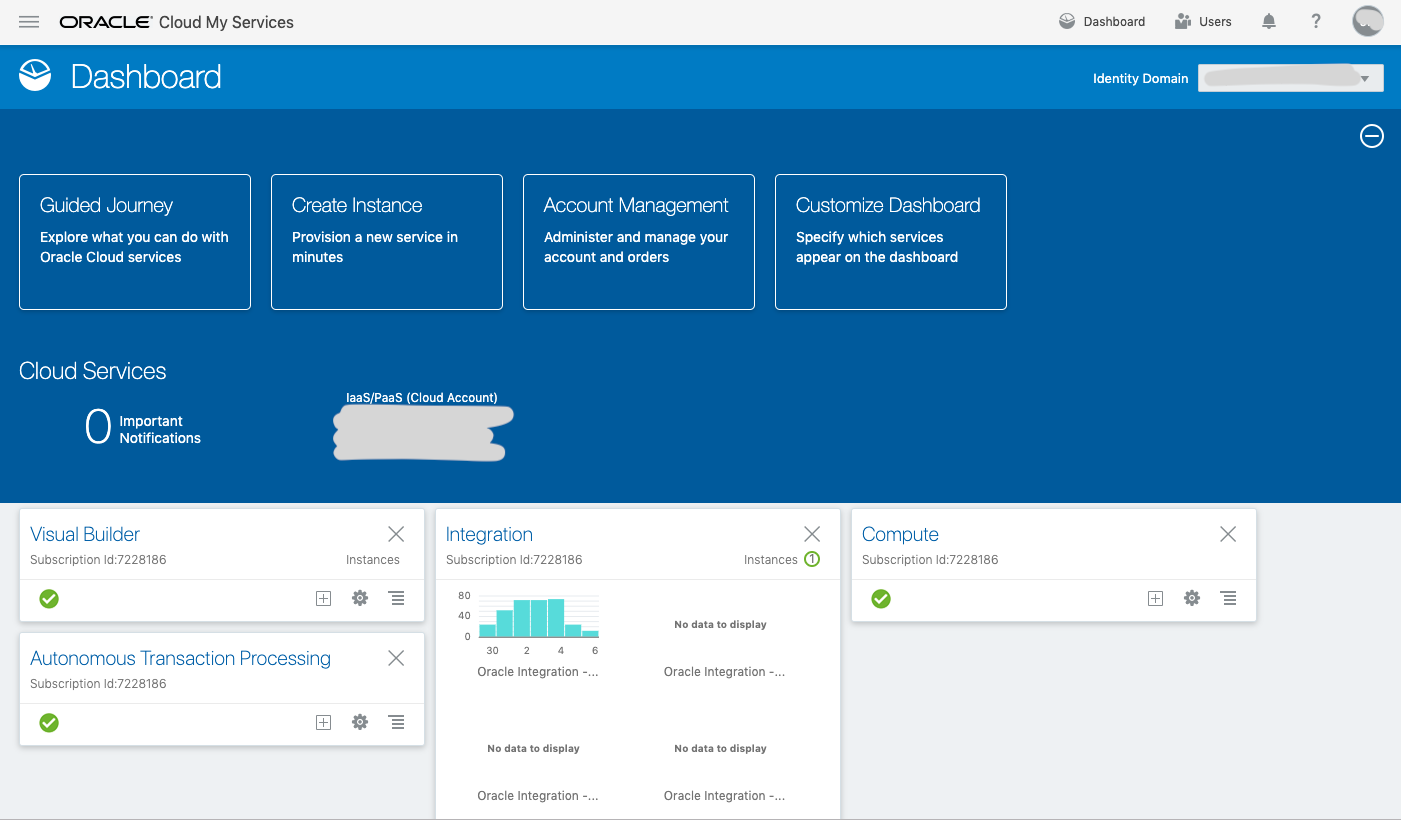 ORACLE Cloud My Services
Dashboard
Users
?
Dashboard
Identity Domain
Guided Journey
Explore what you can do with
Oracle Cloud services
Create Instance
Provision a new service in
minutes
Account Management
Administer and manage your
account and orders
Customize Dashboard
Specify which services
appear on the dashboard
Cloud Services
0 Important
Notifications
IaaS/PaaS (Cloud Account)
Visual Builder
Subscription Id:7228186
Instances
Autonomous Transaction Processing
Subscription Id:7228186
Integration
Subscription Id:7228186
Instances 1
80
40
0
30 2 4 6
Oracle Integration -...
No data to display
Oracle Integration -...
No data to display
Oracle Integration -...
No data to display
Oracle Integration -...
Compute
Subscription Id:7228186